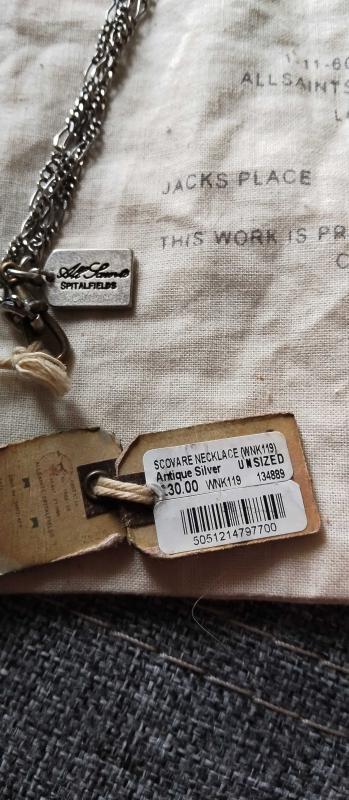 ALLSAINTS
JACKS PLACE
THIS WORK IS PR
All Saints
SPITALFIELDS
SCOVARE NECKLACE (WNK119)
Antique Silver UNSIZED
£30.00 WNK119 134889
5051214797700